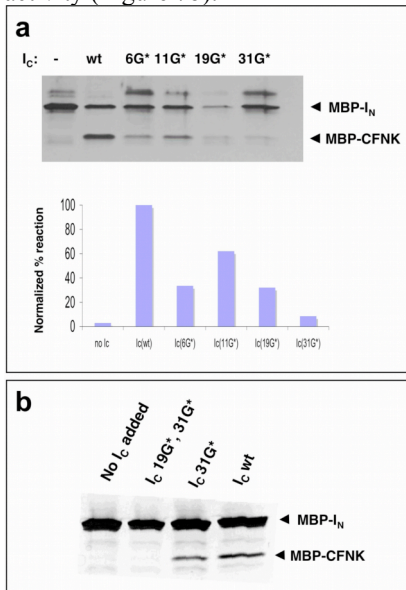 a
I_C: - wt 6G* 11G* 19G* 31G*
◄ MBP-I_N
◄ MBP-CFNK
Normalized % reaction
100
80
60
40
20
0
no Ic Ic(wt) Ic(6G*) Ic(11G*) Ic(19G*) Ic(31G*)
b
No I_C added
I_C 19G*, 31G*
I_C 31G*
I_C wt
◄ MBP-I_N
◄ MBP-CFNK